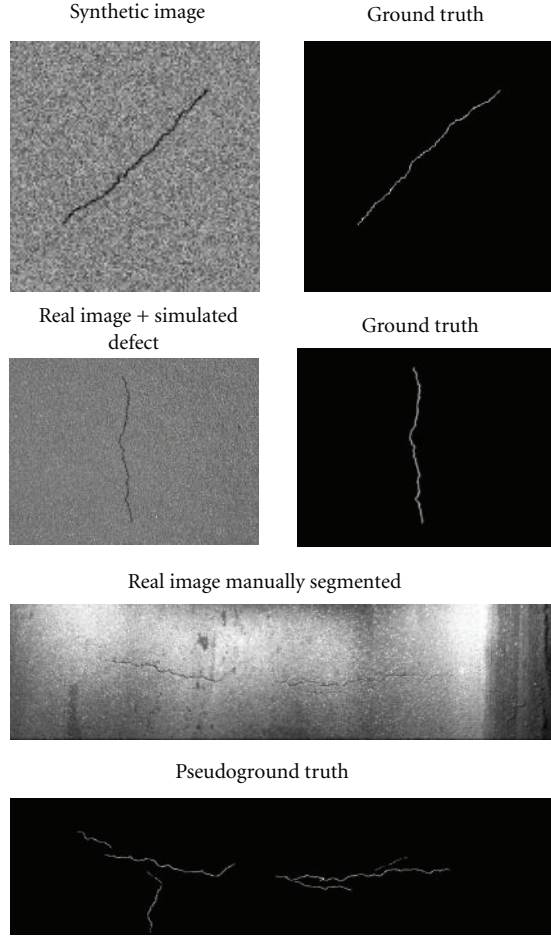 Synthetic image
Ground truth
Real image + simulated
defect
Ground truth
Real image manually segmented
Pseudoground truth